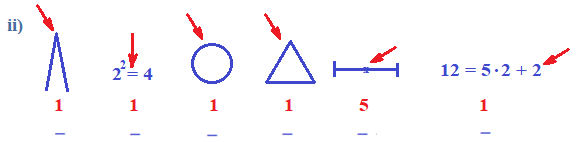 ii)
2² = 4 12 = 5·2 + 2
1 1 1 1 5 1
_ _ _ _ _ _